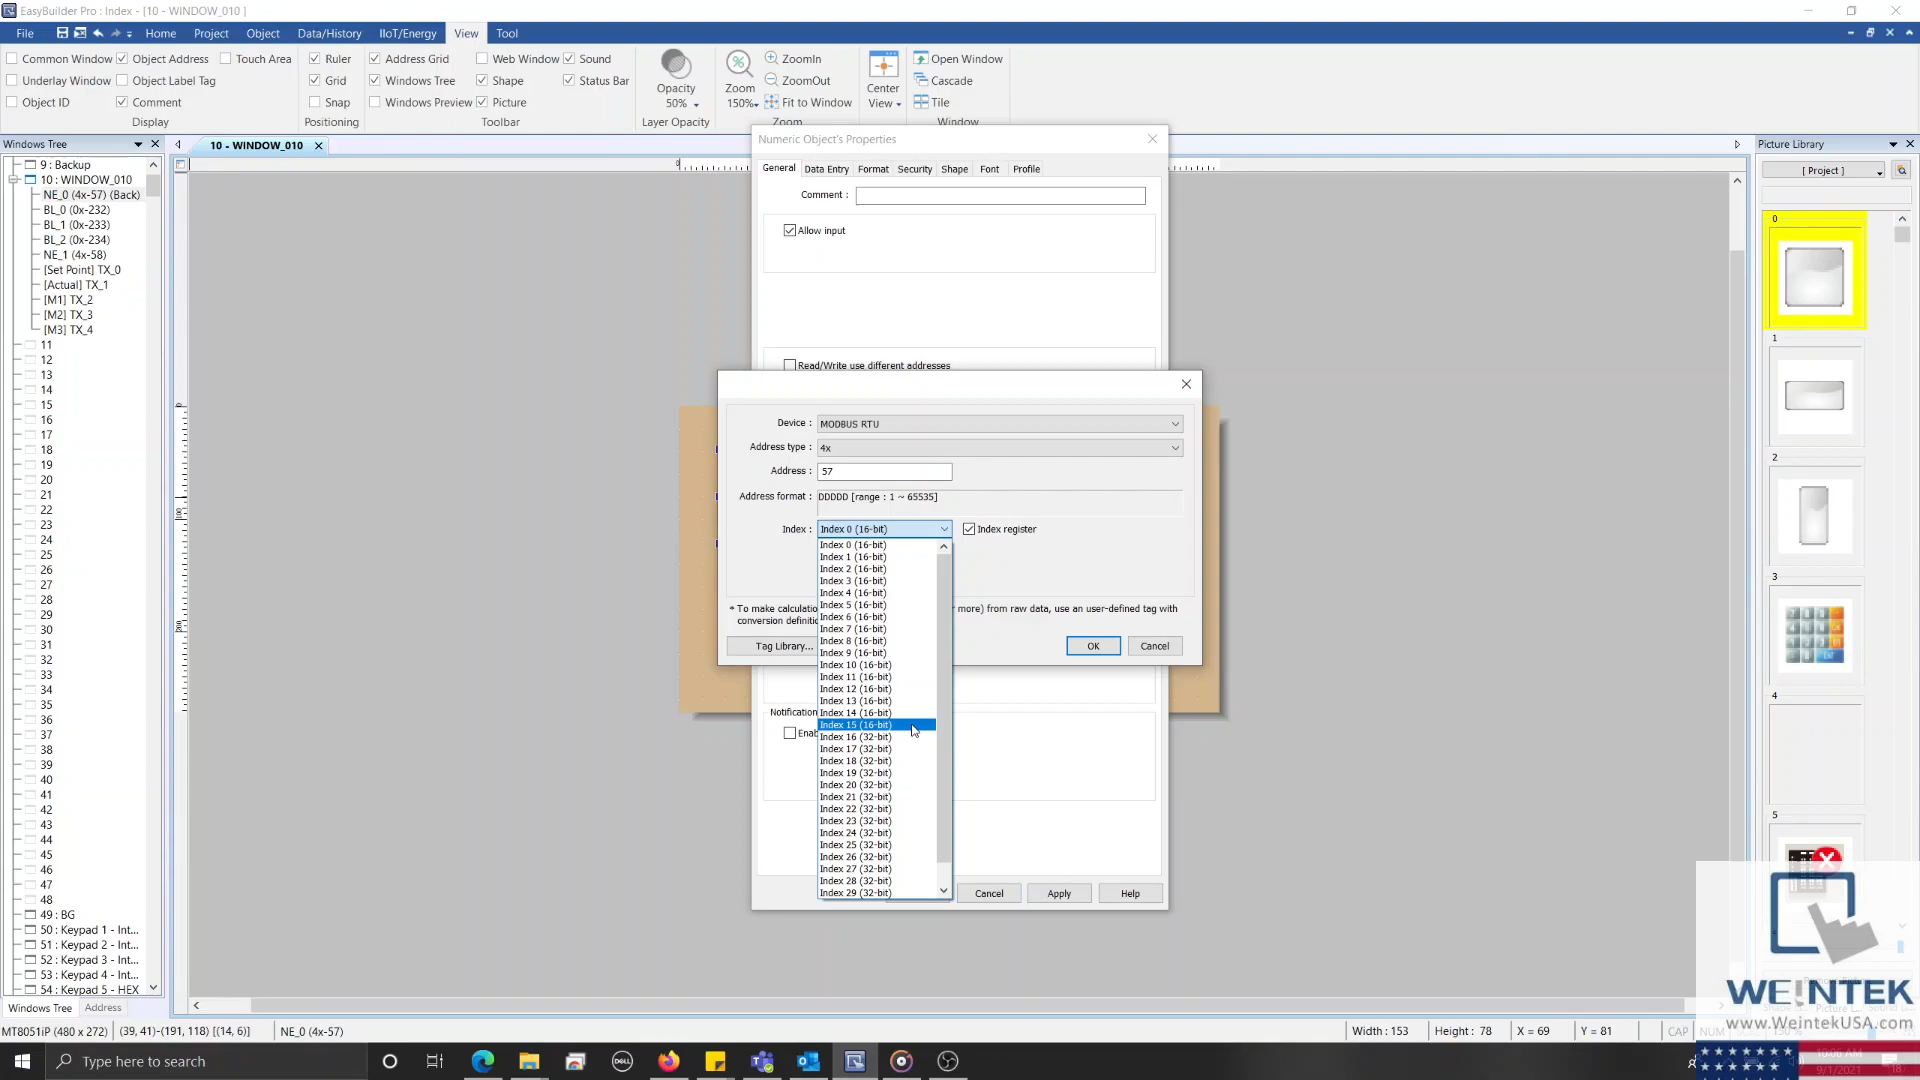 EasyBuilder Pro : Index - [10 - WINDOW_010 ]
File Home Project Object Data/History IIoT/Energy View Tool
Common Window Object Address Touch Area Ruler Address Grid Web Window Sound ZoomIn Open Window
Underlay Window Object Label Tag Grid Windows Tree Shape Status Bar Opacity Zoom ZoomOut Center Cascade
Object ID Comment Snap Windows Preview Picture 50% 150% Fit to Window View Tile
Display Positioning Toolbar Layer Opacity Zoom Window
Windows Tree
10 - WINDOW_010
Numeric Object's Properties
General Data Entry Format Security Shape Font Profile
Comment :
Allow input
Read/Write use different addresses
Device : MODBUS RTU
Address type : 4x
Address : 57
Address format : DDDDD [range : 1 ~ 65535]
Index : Index 0 (16-bit) Index register
Index 0 (16-bit)
Index 1 (16-bit)
Index 2 (16-bit)
Index 3 (16-bit)
Index 4 (16-bit)
Index 5 (16-bit)
Index 6 (16-bit)
Index 7 (16-bit)
Index 8 (16-bit)
Index 9 (16-bit)
Index 10 (16-bit)
Index 11 (16-bit)
Index 12 (16-bit)
Index 13 (16-bit)
Index 14 (16-bit)
Index 15 (16-bit)
Index 16 (32-bit)
Index 17 (32-bit)
Index 18 (32-bit)
Index 19 (32-bit)
Index 20 (32-bit)
Index 21 (32-bit)
Index 22 (32-bit)
Index 23 (32-bit)
Index 24 (32-bit)
Index 25 (32-bit)
Index 26 (32-bit)
Index 27 (32-bit)
Index 28 (32-bit)
Index 29 (32-bit)
* To make calculatio more) from raw data, use an user-defined tag with
conversion definiti
Tag Library... OK Cancel
Notification
Enab
Cancel Apply Help
9 : Backup
10 : WINDOW_010
NE_0 (4x-57) (Back)
BL_0 (0x-232)
BL_1 (0x-233)
BL_2 (0x-234)
NE_1 (4x-58)
[Set Point] TX_0
[Actual] TX_1
[M1] TX_2
[M2] TX_3
[M3] TX_4
11
12
13
14
15
16
17
18
19
20
21
22
23
24
25
26
27
28
29
30
31
32
33
34
35
36
37
38
39
40
41
42
43
44
45
46
47
48
49 : BG
50 : Keypad 1 - Int...
51 : Keypad 2 - Int...
52 : Keypad 3 - Int...
53 : Keypad 4 - Int...
54 : Keypad 5 - HEX
Windows Tree Address
Picture Library
[ Project ]
0
1
2
3
4
5
WEINTEK
www.WeintekUSA.com
MT8051iP (480 x 272) (39, 41)-(191, 118) [(14, 6)] NE_0 (4x-57) Width : 153 Height : 78 X = 69 Y = 81 CAP NUM
Type here to search
DELL
10:06 AM
9/1/2021